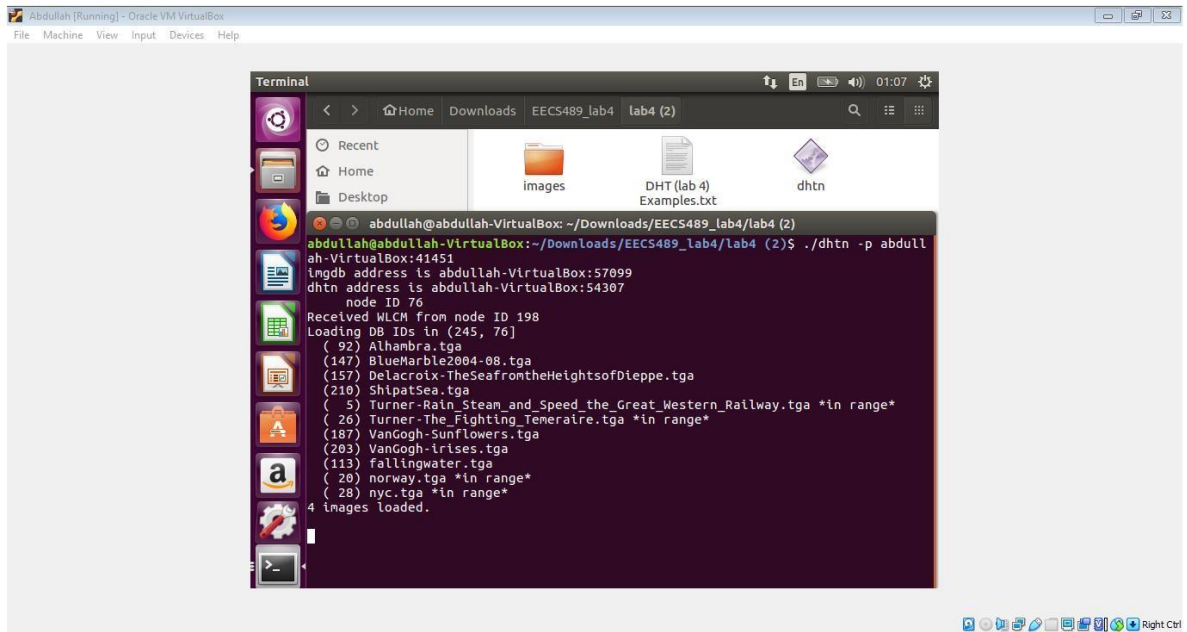 Abdullah [Running] - Oracle VM VirtualBox
File Machine View Input Devices Help
Terminal
En
01:07
Home Downloads EECS489_lab4 lab4 (2)
Recent
Home
Desktop
images
DHT (lab 4)
Examples.txt
dhtn
abdullah@abdullah-VirtualBox: ~/Downloads/EECS489_lab4/lab4 (2)
abdullah@abdullah-VirtualBox:~/Downloads/EECS489_lab4/lab4 (2)$ ./dhtn -p abdull
ah-VirtualBox:41451
imgdb address is abdullah-VirtualBox:57099
dhtn address is abdullah-VirtualBox:54307
node ID 76
Received WLCM from node ID 198
Loading DB IDs in (245, 76]
( 92) Alhambra.tga
(147) BlueMarble2004-08.tga
(157) Delacroix-TheSeafromtheHeightsofDieppe.tga
(210) ShipatSea.tga
( 5) Turner-Rain_Steam_and_Speed_the_Great_Western_Railway.tga *in range*
( 26) Turner-The_Fighting_Temeraire.tga *in range*
(187) VanGogh-Sunflowers.tga
(203) VanGogh-irises.tga
(113) fallingwater.tga
( 20) norway.tga *in range*
( 28) nyc.tga *in range*
4 images loaded.
a
>_
Right Ctrl